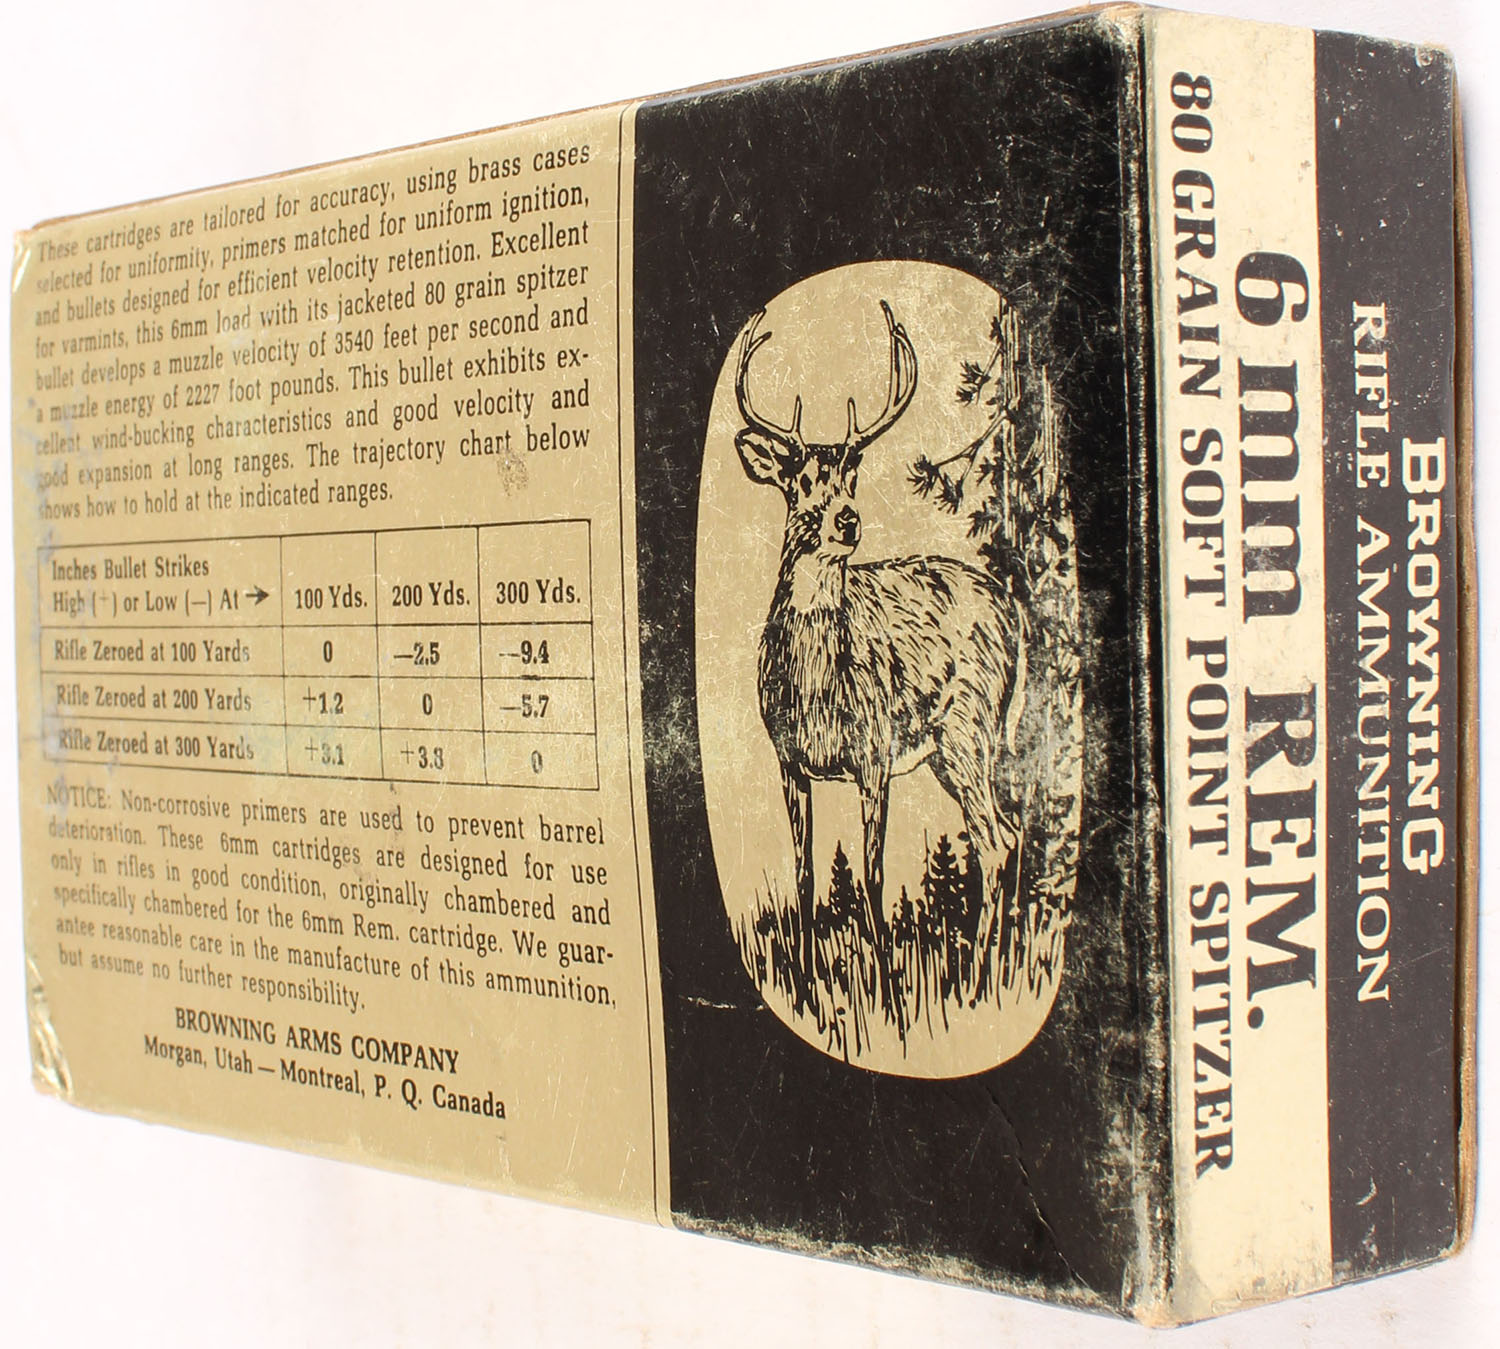 These cartridges are tailored for accuracy, using brass cases
selected for uniformity, primers matched for uniform ignition,
and bullets designed for efficient velocity retention. Excellent
for varmints, this 6mm load with its jacketed 80 grain spitzer
bullet develops a muzzle velocity of 3540 feet per second and
a muzzle energy of 2227 foot pounds. This bullet exhibits ex-
cellent wind-bucking characteristics and good velocity and
good expansion at long ranges. The trajectory chart below
shows how to hold at the indicated ranges.
Inches Bullet Strikes
High (+) or Low (—) At → 100 Yds. 200 Yds. 300 Yds.
Rifle Zeroed at 100 Yards 0 —2.5 —9.4
Rifle Zeroed at 200 Yards +1.2 0 —5.7
Rifle Zeroed at 300 Yards +3.1 +3.8 0
NOTICE: Non-corrosive primers are used to prevent barrel
deterioration. These 6mm cartridges are designed for use
only in rifles in good condition, originally chambered and
specifically chambered for the 6mm Rem. cartridge. We guar-
antee reasonable care in the manufacture of this ammunition,
but assume no further responsibility.
BROWNING ARMS COMPANY
Morgan, Utah — Montreal, P. Q. Canada
BROWNING
RIFLE AMMUNITION
6mm REM.
80 GRAIN SOFT POINT SPITZER